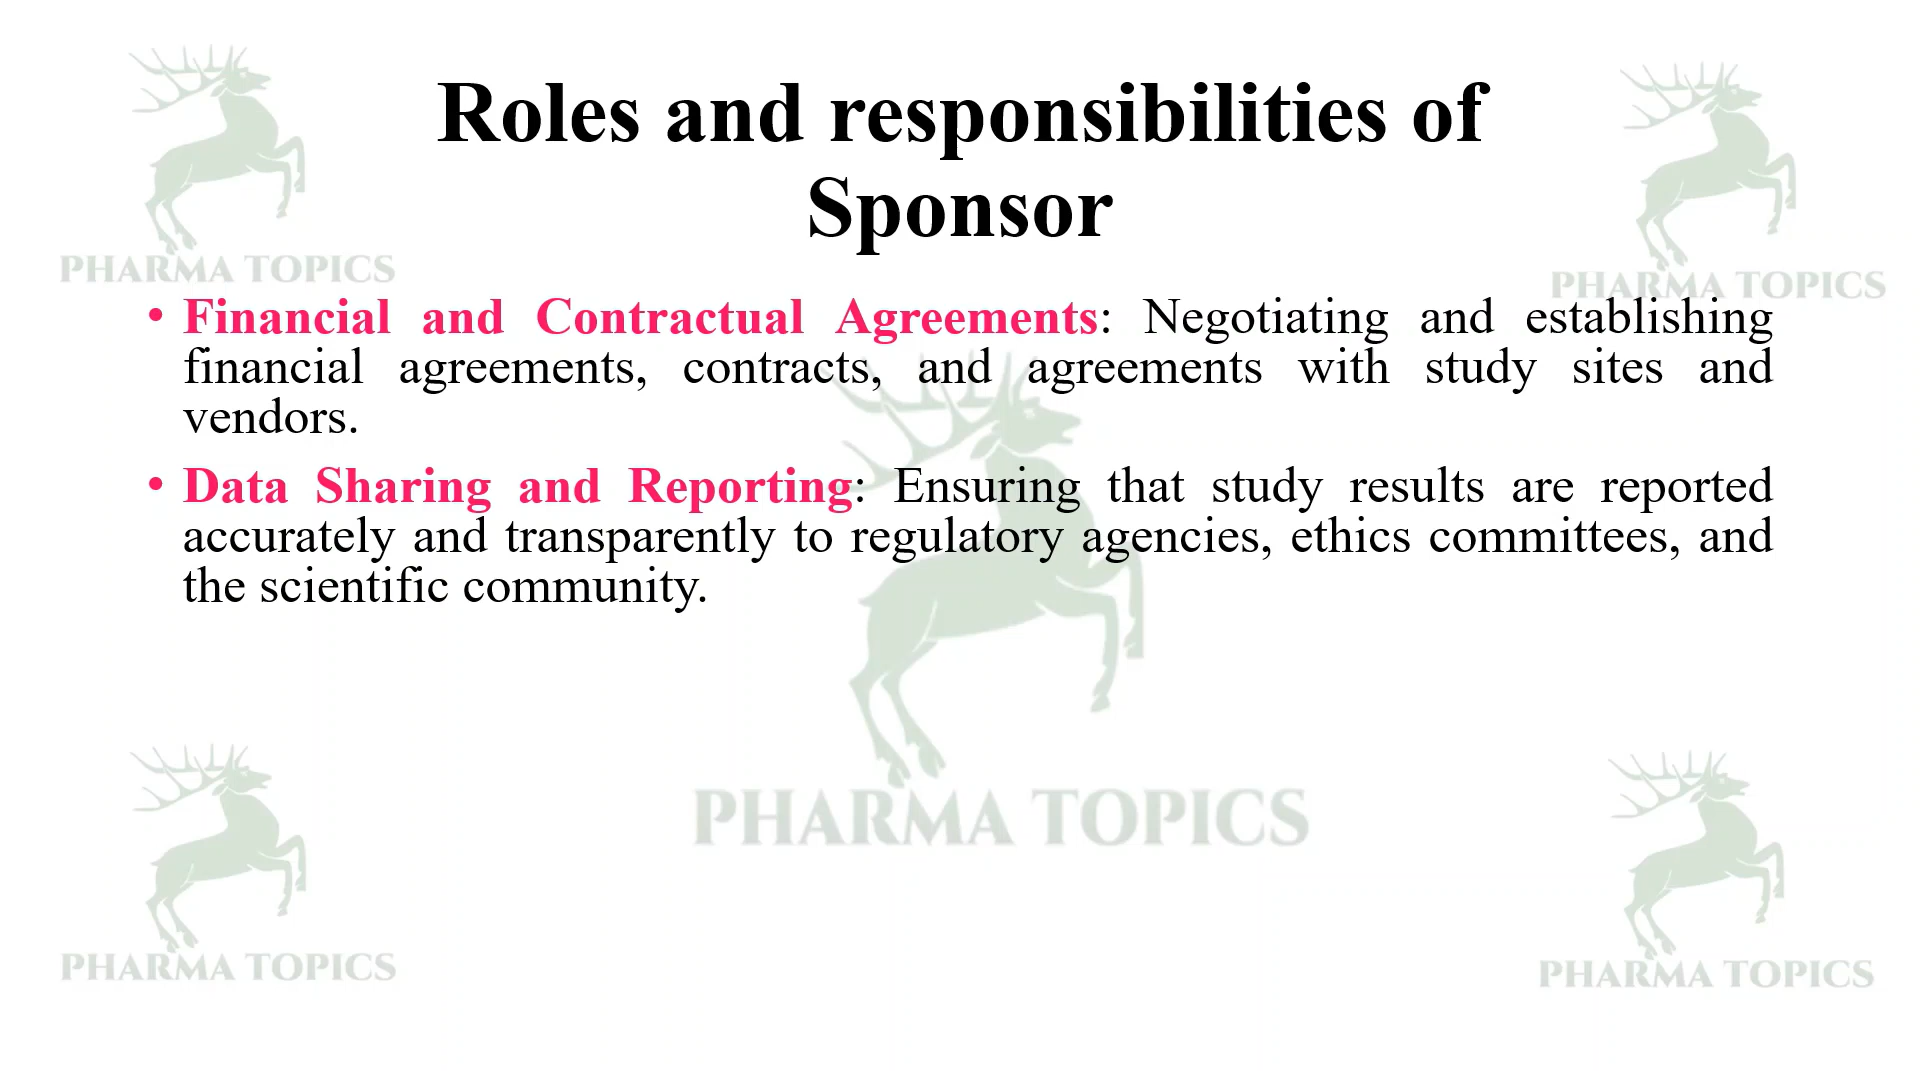 Roles and responsibilities of
Sponsor
PHARMA TOPICS
PHARMA TOPICS
• Financial and Contractual Agreements: Negotiating and establishing
financial agreements, contracts, and agreements with study sites and
vendors.
• Data Sharing and Reporting: Ensuring that study results are reported
accurately and transparently to regulatory agencies, ethics committees, and
the scientific community.
PHARMA TOPICS
PHARMA TOPICS
PHARMA TOPICS